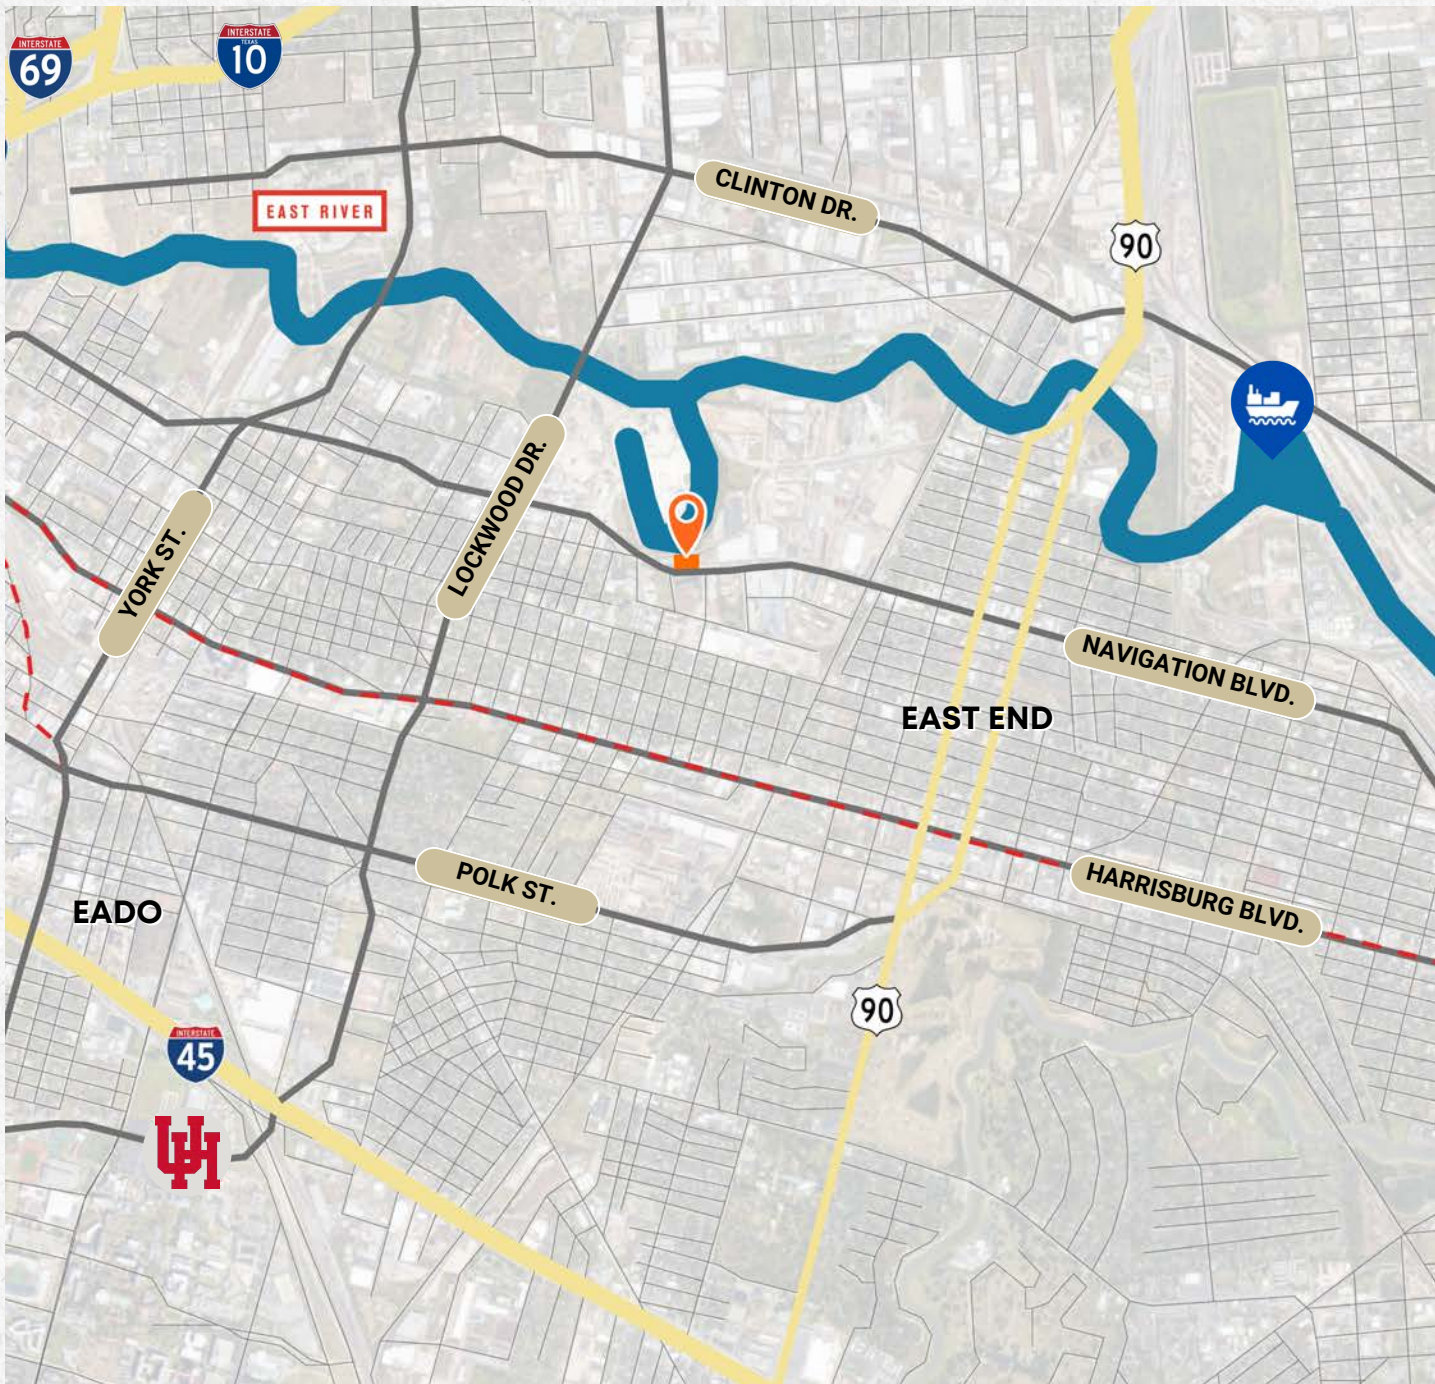 INTERSTATE
69
INTERSTATE
TEXAS
10
EAST RIVER
CLINTON DR.
90
LOCKWOOD DR.
YORK ST.
NAVIGATION BLVD.
EAST END
POLK ST.
HARRISBURG BLVD.
EADO
90
INTERSTATE
45
UH